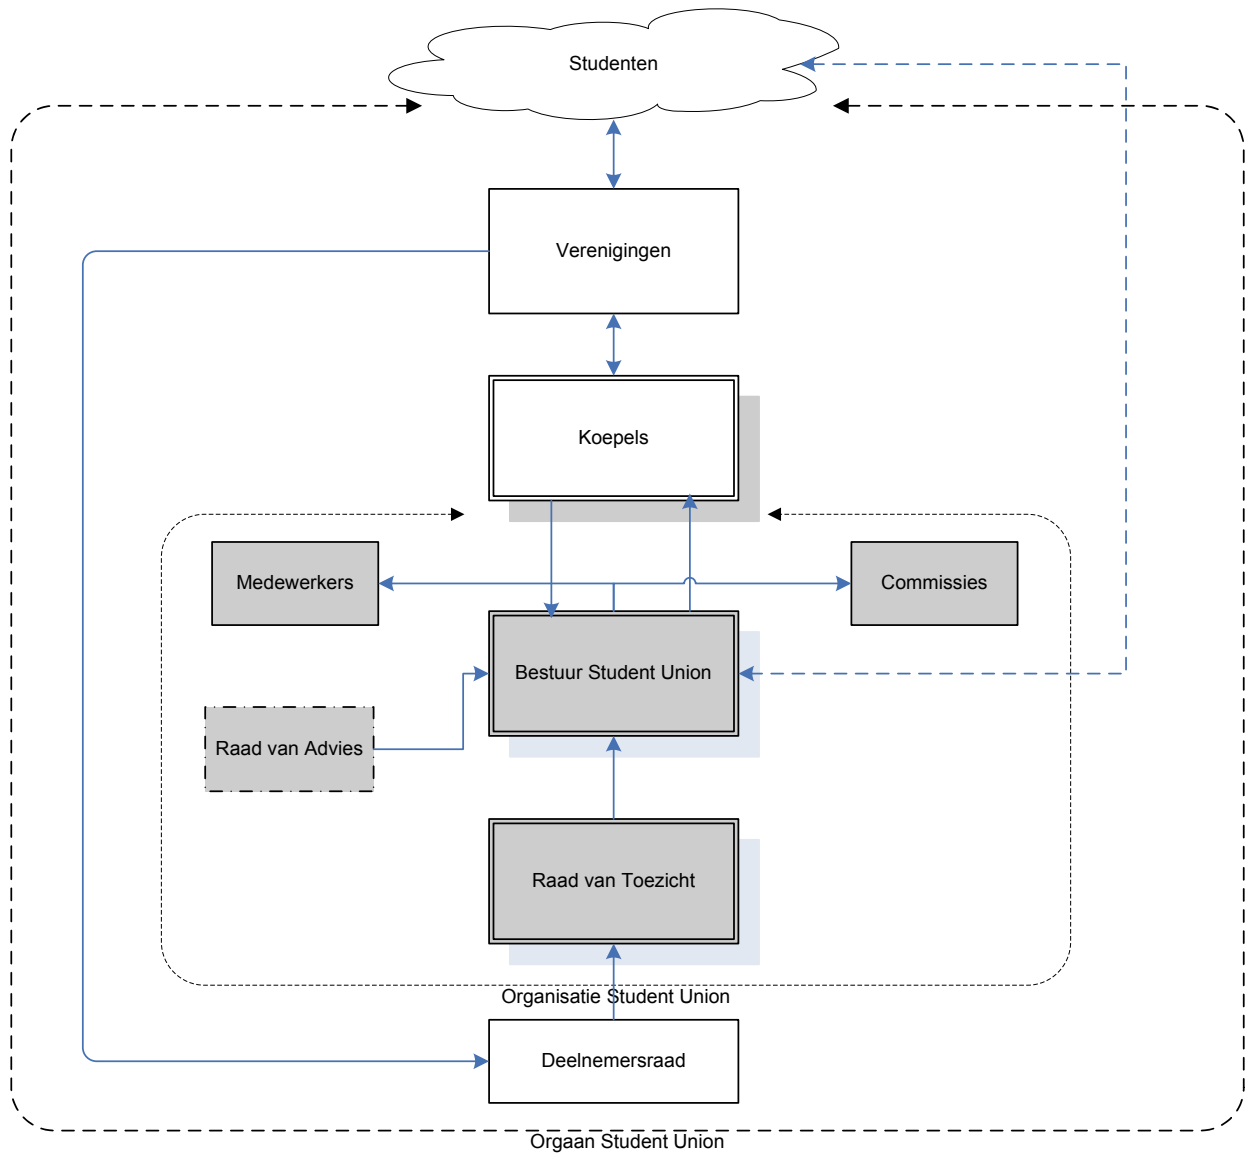 Studenten
Verenigingen
Koepels
Medewerkers
Commissies
Bestuur Student Union
Raad van Advies
Raad van Toezicht
Organisatie Student Union
Deelnemersraad
Orgaan Student Union